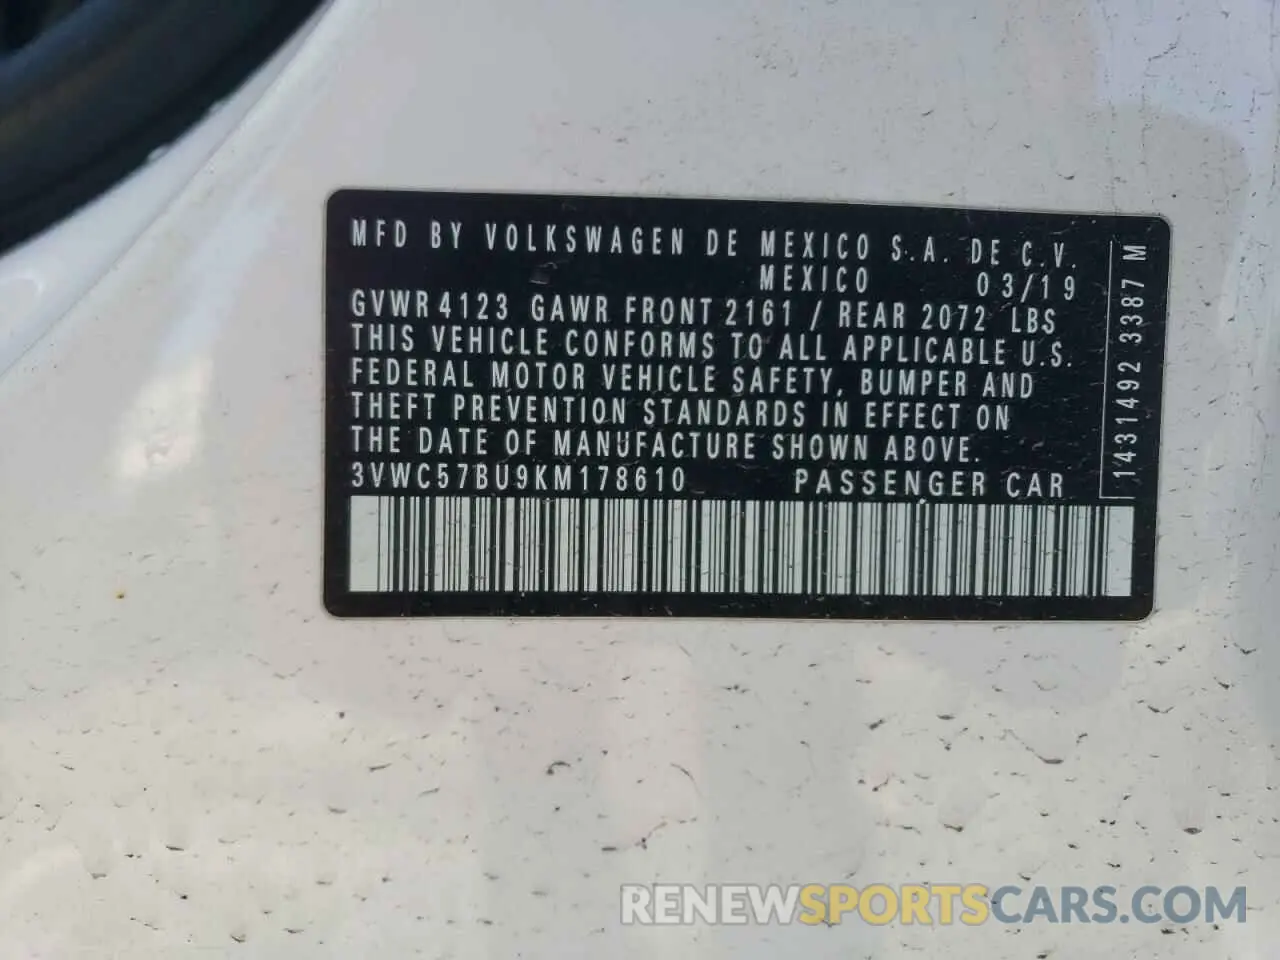 MFD BY VOLKSWAGEN DE MEXICO S.A. DE C.V.
MEXICO 03/19
GVWR 4123 GAWR FRONT 2161 / REAR 2072 LBS
THIS VEHICLE CONFORMS TO ALL APPLICABLE U.S.
FEDERAL MOTOR VEHICLE SAFETY, BUMPER AND
THEFT PREVENTION STANDARDS IN EFFECT ON
THE DATE OF MANUFACTURE SHOWN ABOVE.
3VWC57BU9KM178610 PASSENGER CAR
14311492 3387 M
RENEWSPORTSCARS.COM